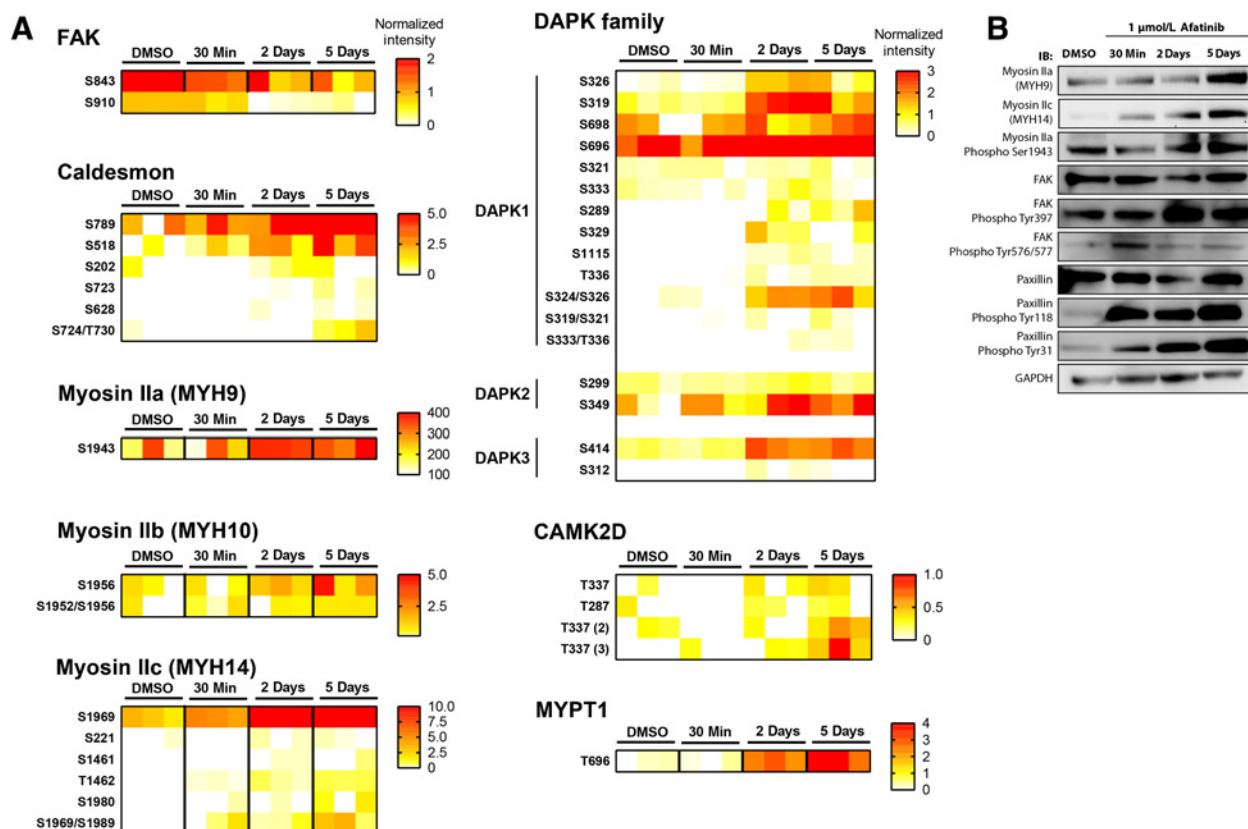 A
FAK
Normalized
intensity
DMSO 30 Min 2 Days 5 Days
S843
S910
2
1
0
Caldesmon
DMSO 30 Min 2 Days 5 Days
S789
S518
S202
S723
S628
S724/T730
5.0
2.5
0
Myosin IIa (MYH9)
DMSO 30 Min 2 Days 5 Days
S1943
400
300
200
100
Myosin IIb (MYH10)
DMSO 30 Min 2 Days 5 Days
S1956
S1952/S1956
5.0
2.5
Myosin IIc (MYH14)
DMSO 30 Min 2 Days 5 Days
S1969
S221
S1461
T1462
S1980
S1969/S1989
10.0
7.5
5.0
2.5
0
DAPK family
Normalized
intensity
DMSO 30 Min 2 Days 5 Days
DAPK1
S326
S319
S698
S696
S321
S333
S289
S329
S1115
T336
S324/S326
S319/S321
S333/T336
DAPK2
S299
S349
DAPK3
S414
S312
3
2
1
0
CAMK2D
DMSO 30 Min 2 Days 5 Days
T337
T287
T337 (2)
T337 (3)
1.0
0.5
0
MYPT1
DMSO 30 Min 2 Days 5 Days
T696
4
3
2
1
0
B
1 μmol/L Afatinib
IB: DMSO 30 Min 2 Days 5 Days
Myosin IIa
(MYH9)
Myosin IIc
(MYH14)
Myosin IIa
Phospho Ser1943
FAK
FAK
Phospho Tyr397
FAK
Phospho Tyr576/577
Paxillin
Paxillin
Phospho Tyr118
Paxillin
Phospho Tyr31
GAPDH